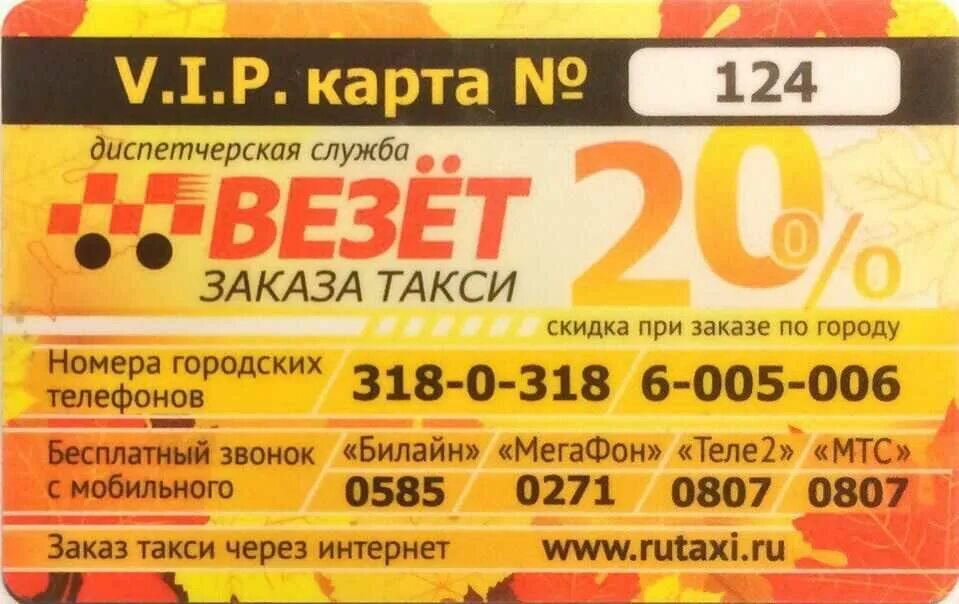 V.I.P. карта № 124
диспетчерская служба
ВЕЗЁТ
ЗАКАЗА ТАКСИ
20%
скидка при заказе по городу
Номера городских телефонов
318-0-318 6-005-006
Бесплатный звонок с мобильного
«Билайн» «МегаФон» «Теле2» «МТС»
0585 0271 0807 0807
Заказ такси через интернет www.rutaxi.ru